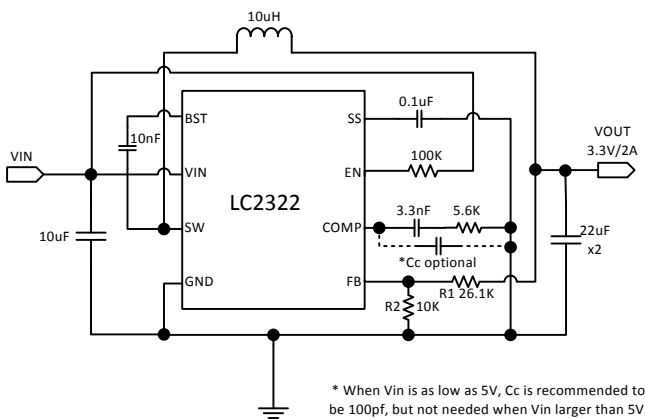 10uH
BST
SS
0.1uF
10nF
VOUT
3.3V/2A
VIN
VIN
EN
100K
LC2322
SW
COMP
3.3nF
5.6K
10uF
22uF
x2
*Cc optional
GND
FB
R1 26.1K
R2
10K
* When Vin is as low as 5V, Cc is recommended to
be 100pf, but not needed when Vin larger than 5V